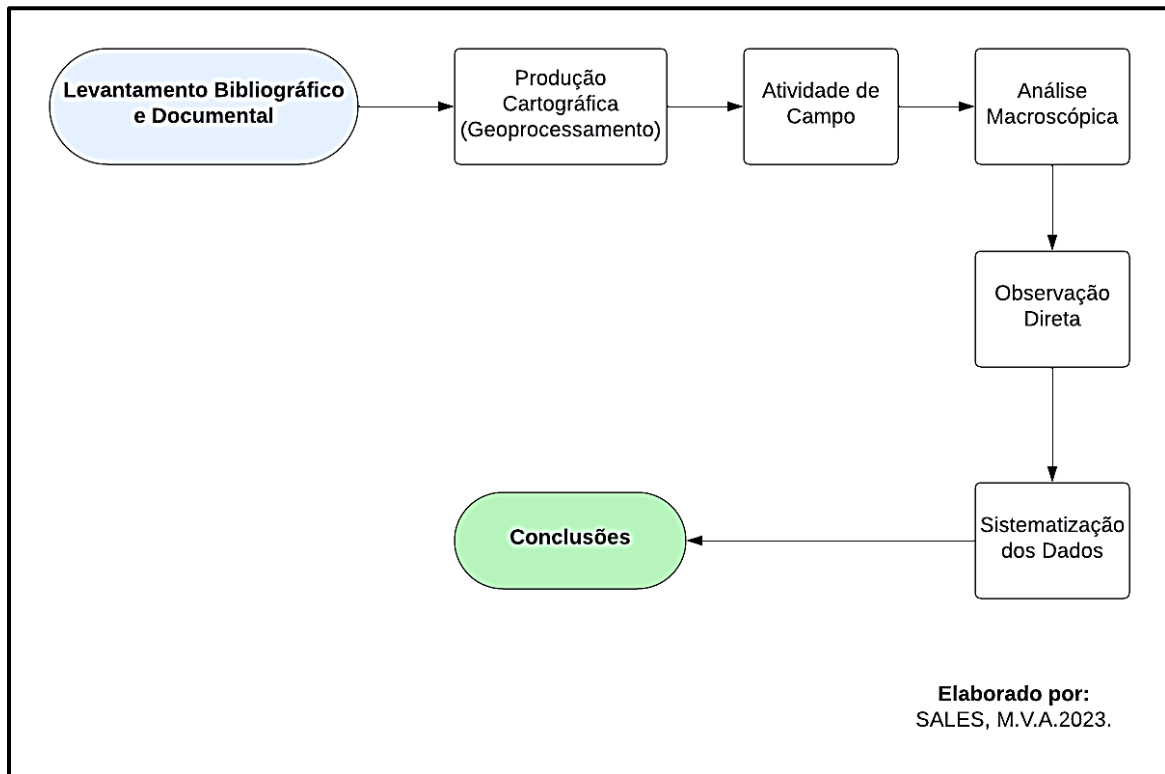 Levantamento Bibliográfico
e Documental
Produção
Cartográfica
(Geoprocessamento)
Atividade de
Campo
Análise
Macroscópica
Observação
Direta
Sistematização
dos Dados
Conclusões
Elaborado por:
SALES, M.V.A.2023.